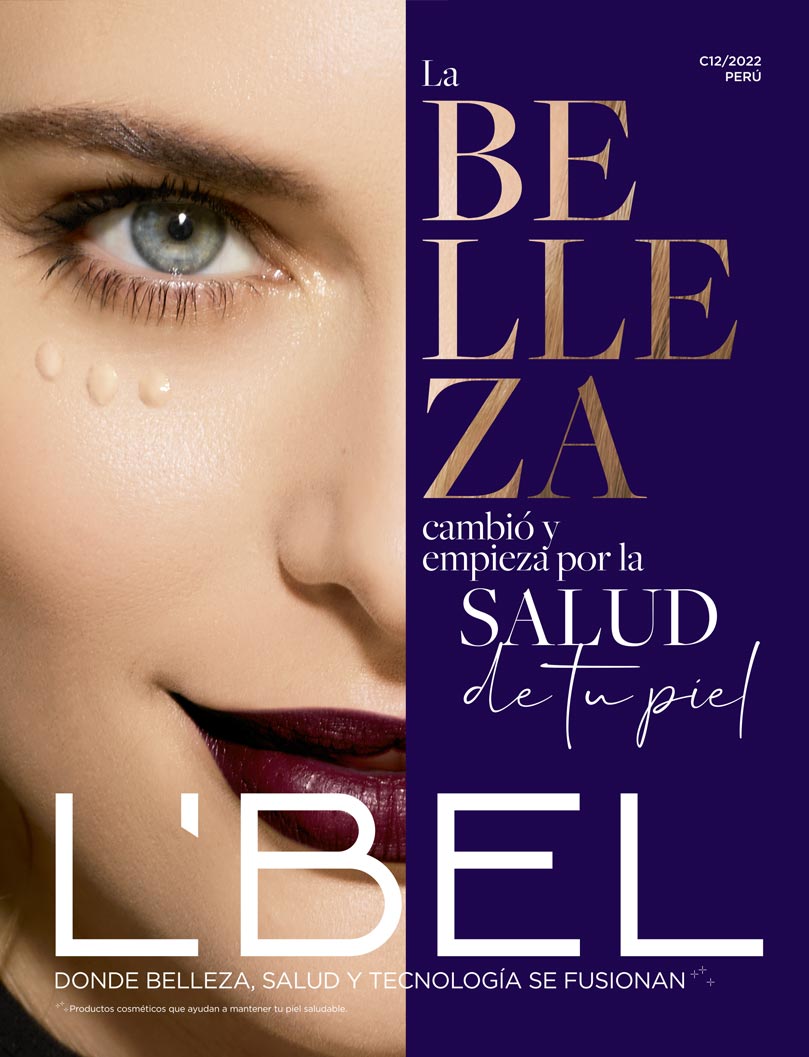 La
C12/2022
PERÚ
BE
LLE
ZA
cambió y
empieza por la
SALUD
de tu piel
L'BEL
DONDE BELLEZA, SALUD Y TECNOLOGÍA SE FUSIONAN
Productos cosméticos que ayudan a mantener tu piel saludable.